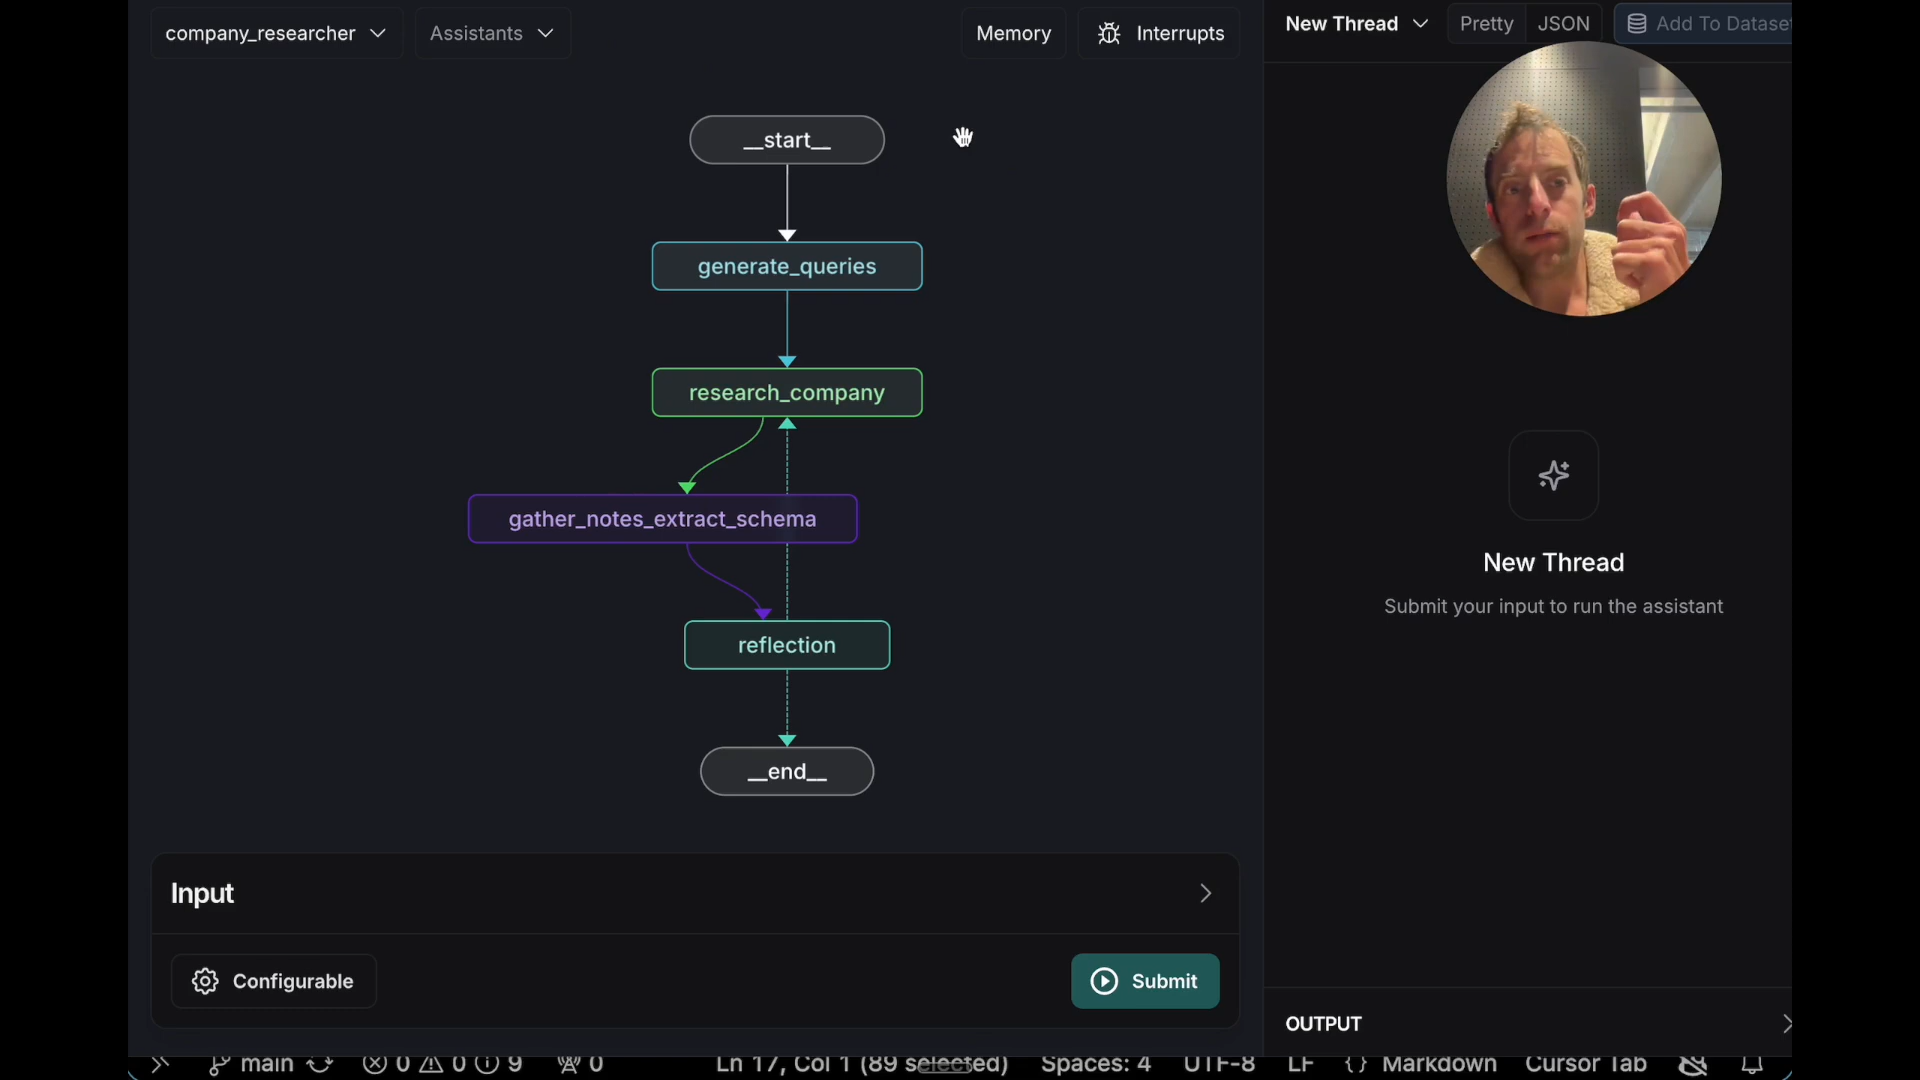 company_researcher
Assistants
Memory
Interrupts
New Thread
Pretty
JSON
Add To Datase
__start__
generate_queries
research_company
gather_notes_extract_schema
reflection
__end__
New Thread
Submit your input to run the assistant
Input
Configurable
Submit
OUTPUT
main 0 0 9 0 Ln 17, Col 1 (89 selected) Spaces: 4 UTF-8 LF {} Markdown Cursor Tab